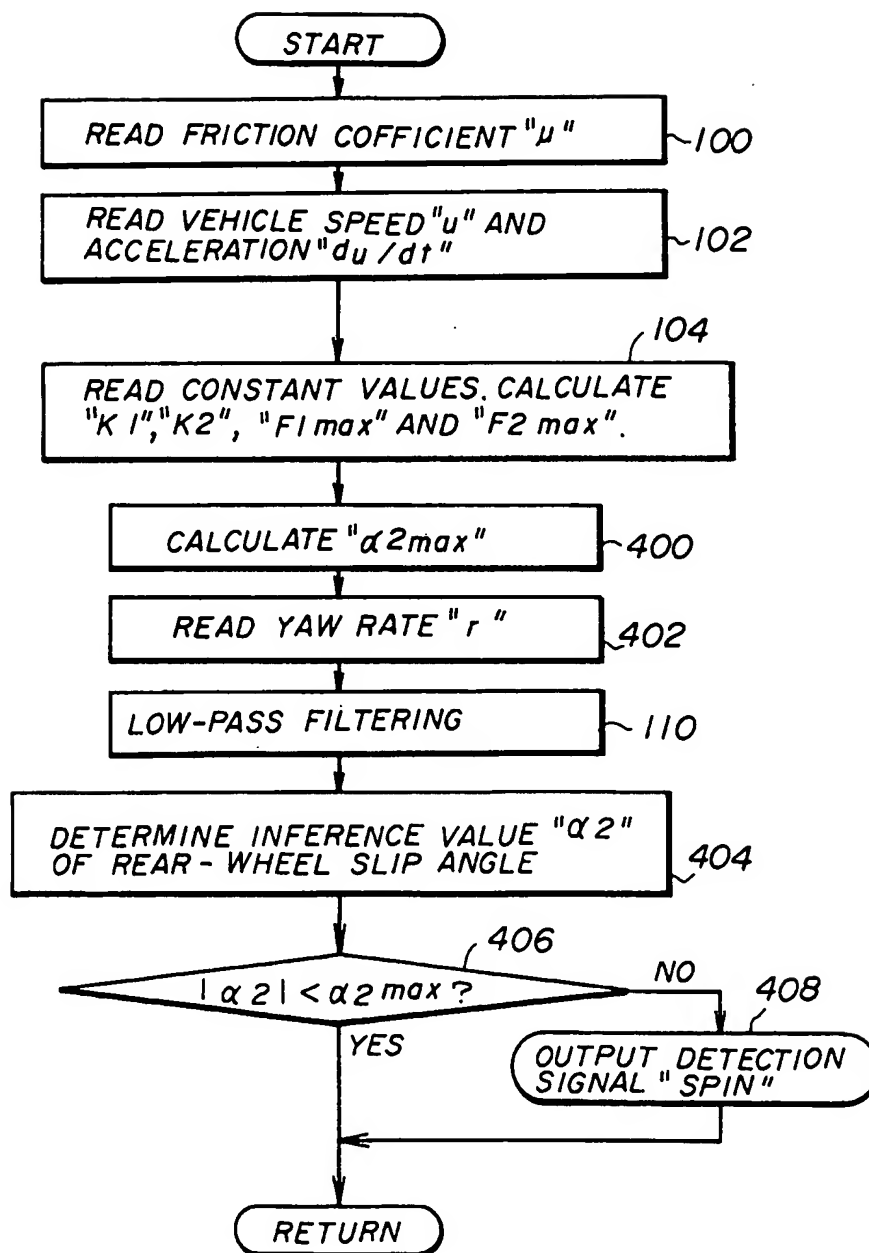 START
READ FRICTION COFFICIENT "μ"
100
READ VEHICLE SPEED "u" AND
ACCELERATION "du/dt"
102
104
READ CONSTANT VALUES. CALCULATE
"K1", "K2", "F1max" AND "F2max".
CALCULATE "α2max"
400
READ YAW RATE "r"
402
LOW-PASS FILTERING
110
DETERMINE INFERENCE VALUE "α2"
OF REAR-WHEEL SLIP ANGLE
404
406
|α2| < α2max?
NO
YES
408
OUTPUT DETECTION
SIGNAL "SPIN"
RETURN